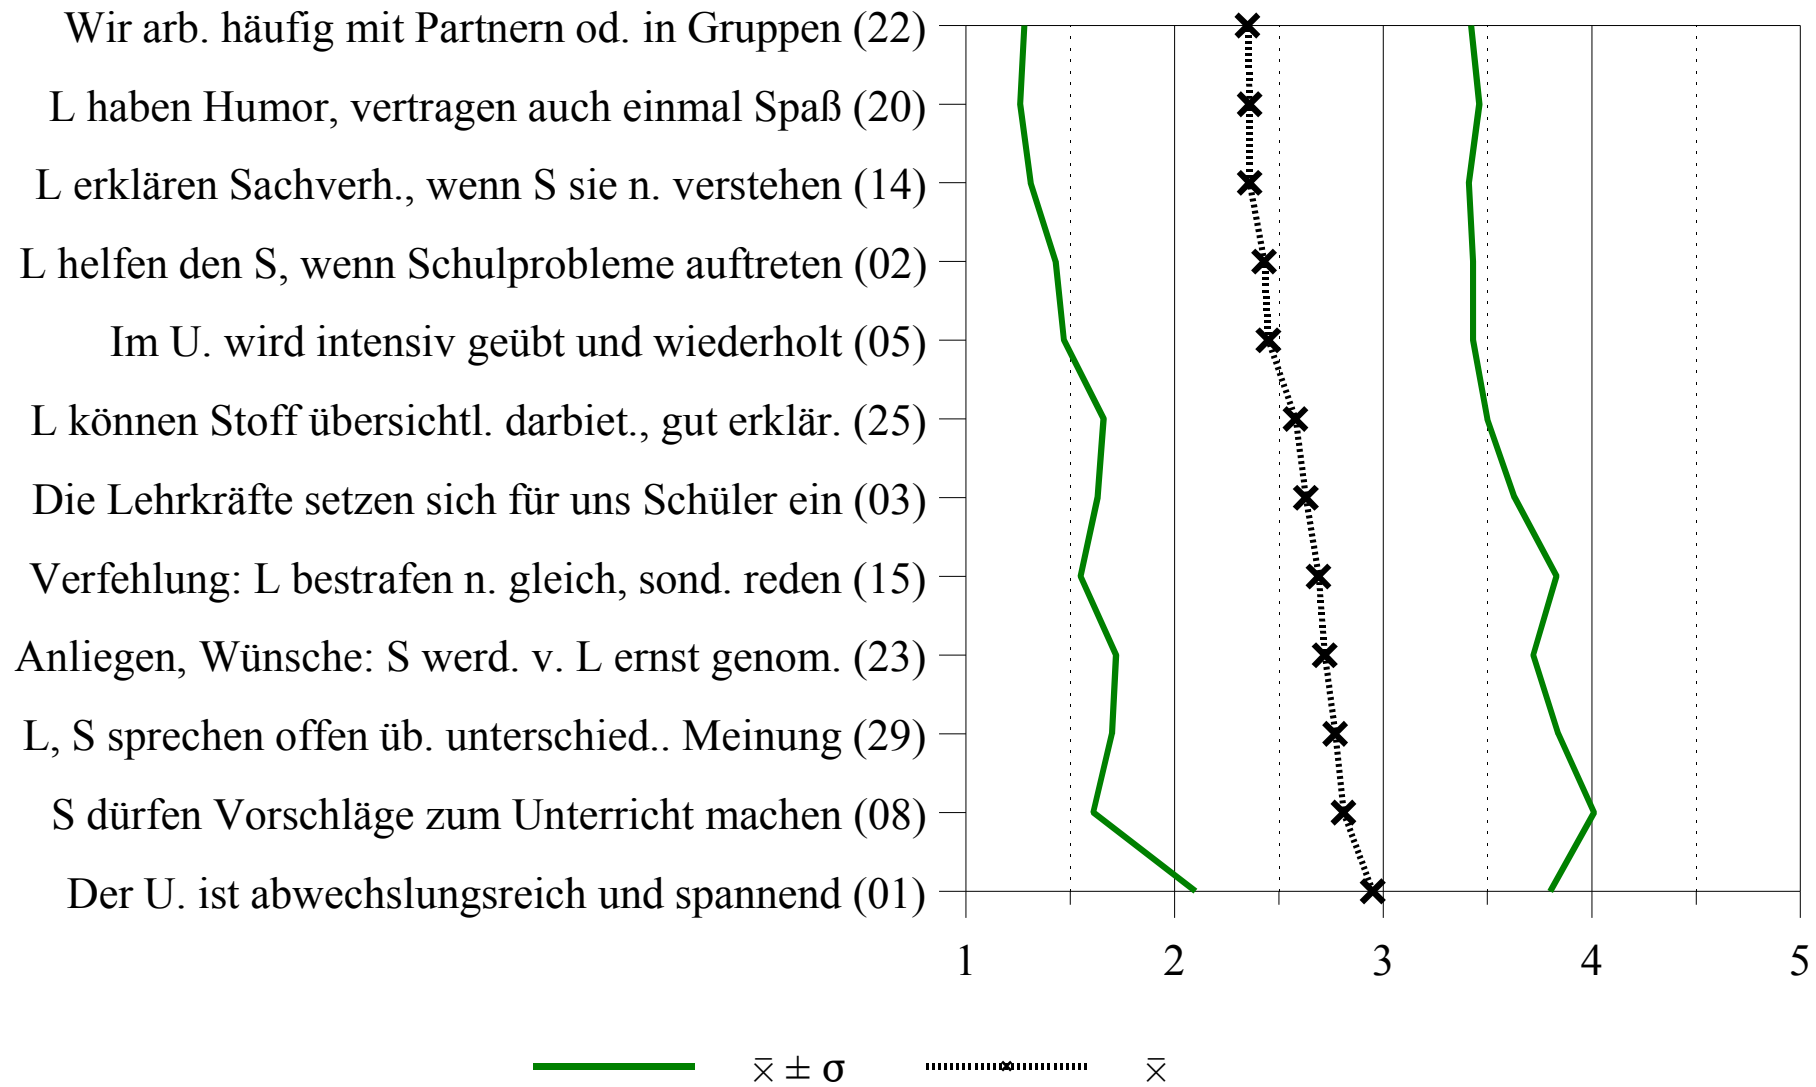 Wir arb. häufig mit Partnern od. in Gruppen (22)
L haben Humor, vertragen auch einmal Spaß (20)
L erklären Sachverh., wenn S sie n. verstehen (14)
L helfen den S, wenn Schulprobleme auftreten (02)
Im U. wird intensiv geübt und wiederholt (05)
L können Stoff übersichtl. darbiet., gut erklär. (25)
Die Lehrkräfte setzen sich für uns Schüler ein (03)
Verfehlung: L bestrafen n. gleich, sond. reden (15)
Anliegen, Wünsche: S werd. v. L ernst genom. (23)
L, S sprechen offen üb. unterschied.. Meinung (29)
S dürfen Vorschläge zum Unterricht machen (08)
Der U. ist abwechslungsreich und spannend (01)
1 2 3 4 5
x̄ ± σ x̄